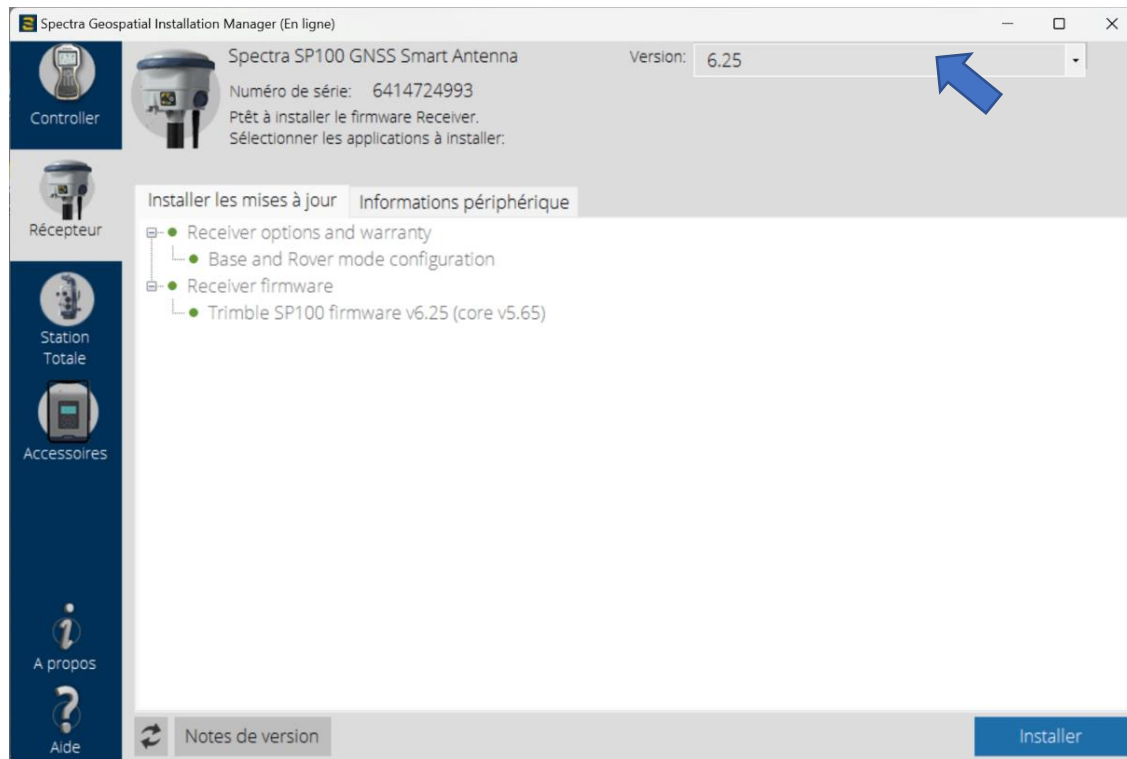 Spectra Geospatial Installation Manager (En ligne)
Controller
Récepteur
Station
Totale
Accessoires
A propos
Aide
Spectra SP100 GNSS Smart Antenna
Version: 6.25
Numéro de série: 6414724993
Ptêt à installer le firmware Receiver.
Sélectionner les applications à installer:
Installer les mises à jour
Informations périphérique
Receiver options and warranty
Base and Rover mode configuration
Receiver firmware
Trimble SP100 firmware v6.25 (core v5.65)
Notes de version
Installer